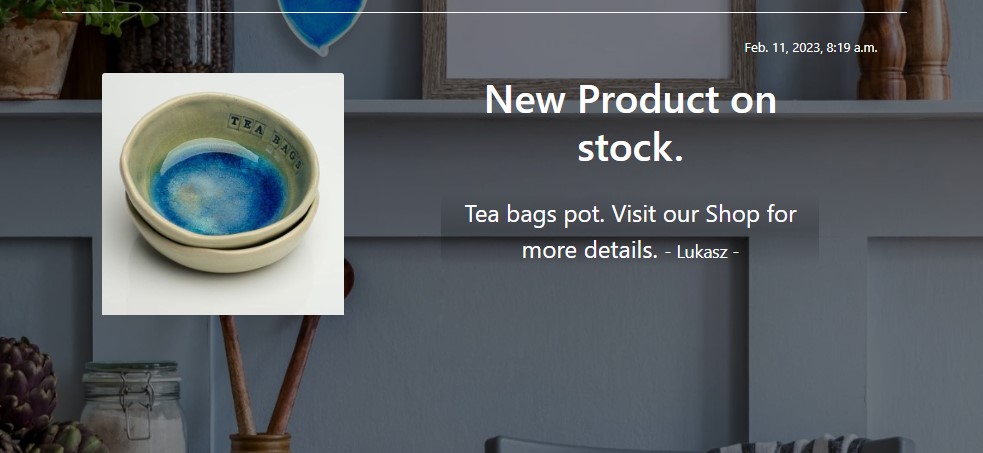 Feb. 11, 2023, 8:19 a.m.
New Product on
stock.
TEA BAGS
Tea bags pot. Visit our Shop for
more details. - Lukasz -